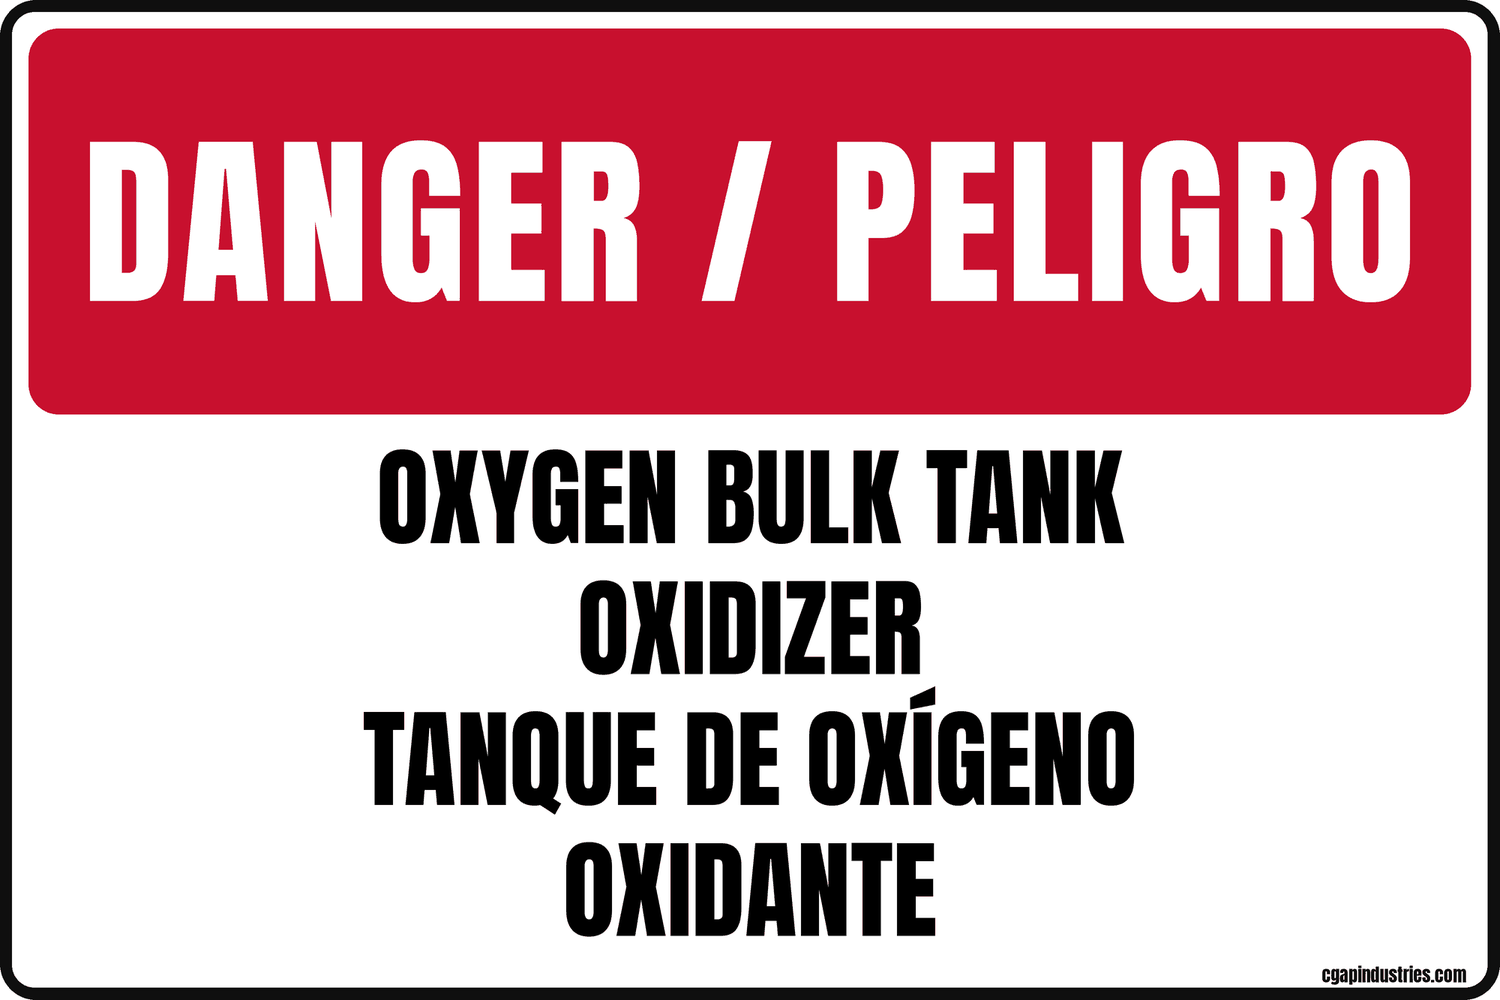 DANGER / PELIGRO
OXYGEN BULK TANK
OXIDIZER
TANQUE DE OXÍGENO
OXIDANTE
cgapindustries.com